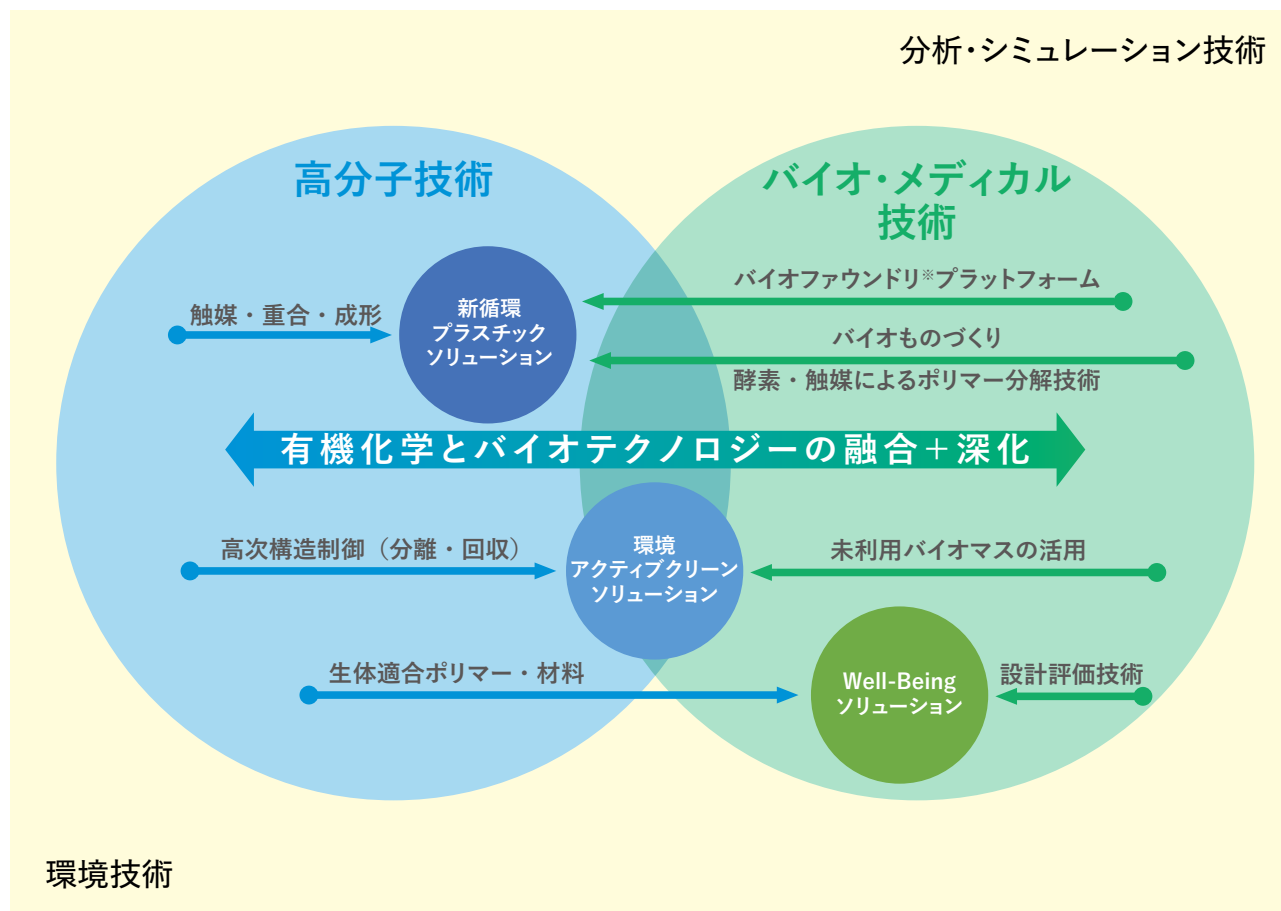 分析・シミュレーション技術
高分子技術
バイオ・メディカル
技術
バイオファウンドリ※プラットフォーム
触媒・重合・成形
新循環
プラスチック
ソリューション
バイオものづくり
酵素・触媒によるポリマー分解技術
有機化学とバイオテクノロジーの融合＋深化
高次構造制御（分離・回収）
環境
アクティブクリーン
ソリューション
未利用バイオマスの活用
生体適合ポリマー・材料
Well-Being
ソリューション
設計評価技術
環境技術